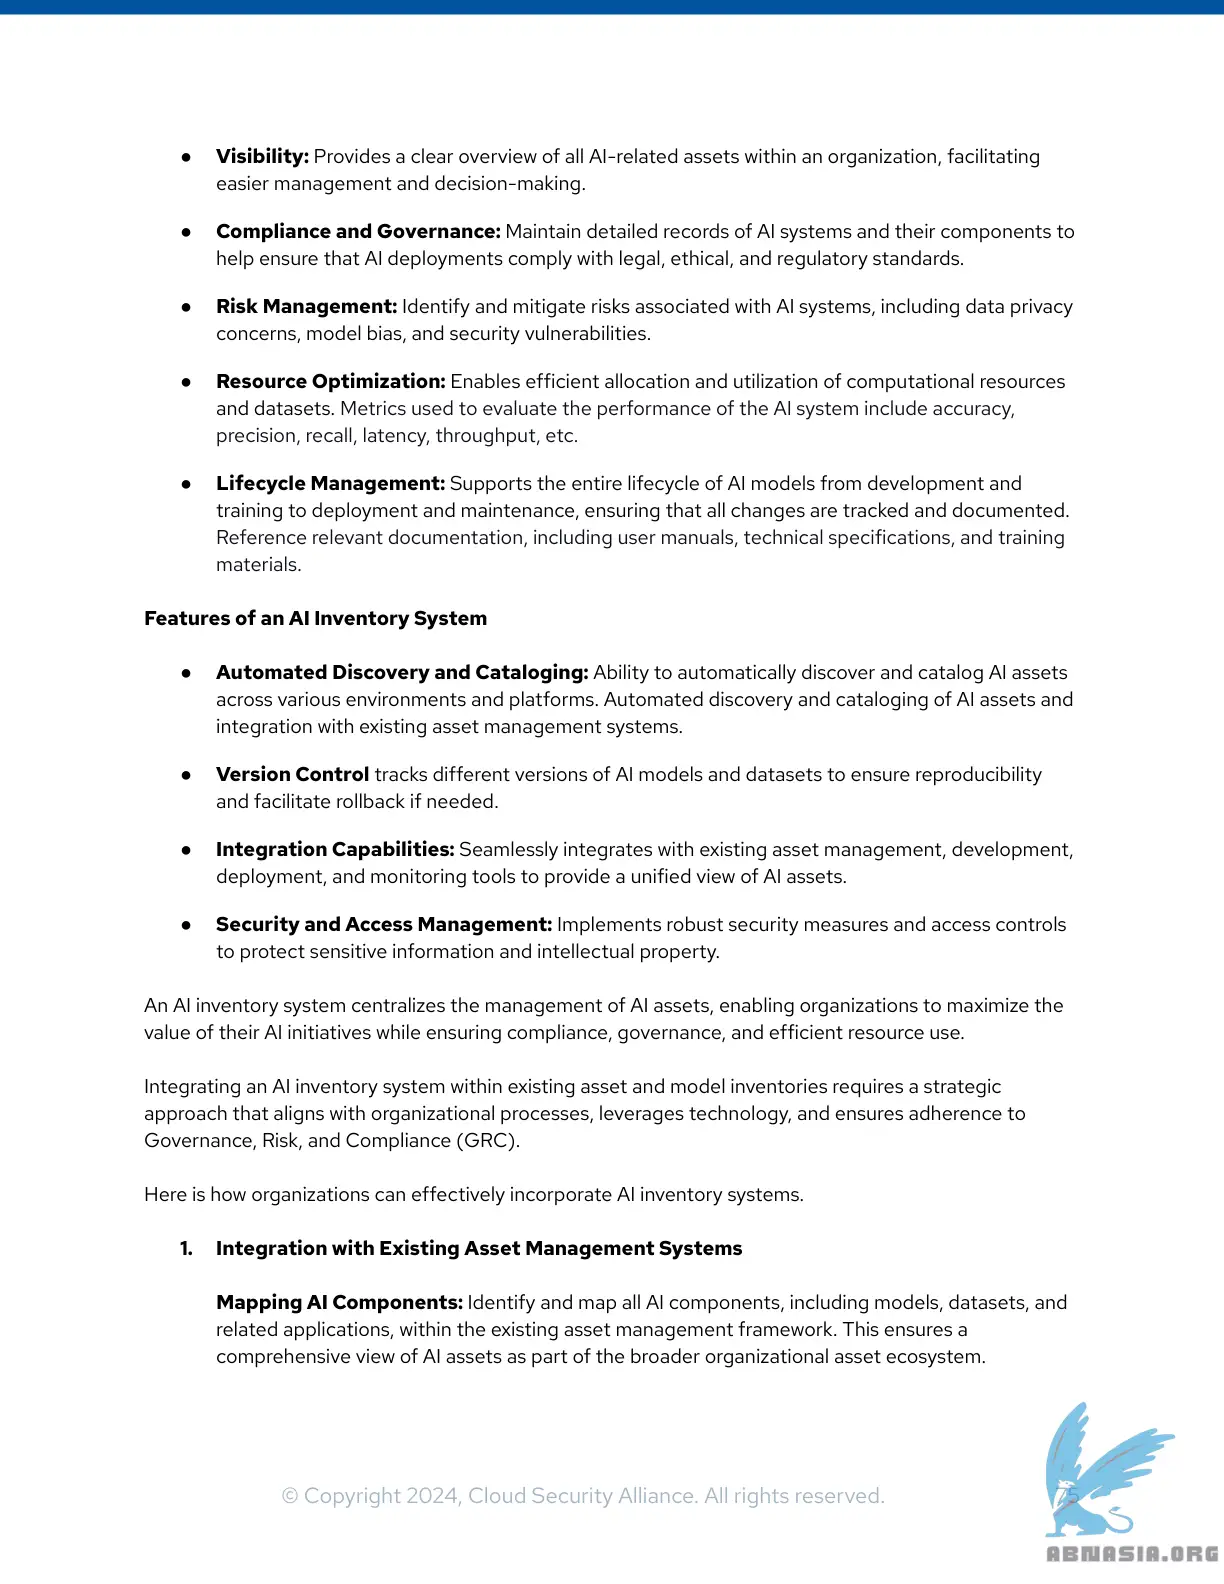 ● Visibility: Provides a clear overview of all AI-related assets within an organization, facilitating
easier management and decision-making.
● Compliance and Governance: Maintain detailed records of AI systems and their components to
help ensure that AI deployments comply with legal, ethical, and regulatory standards.
● Risk Management: Identify and mitigate risks associated with AI systems, including data privacy
concerns, model bias, and security vulnerabilities.
● Resource Optimization: Enables efficient allocation and utilization of computational resources
and datasets. Metrics used to evaluate the performance of the AI system include accuracy,
precision, recall, latency, throughput, etc.
● Lifecycle Management: Supports the entire lifecycle of AI models from development and
training to deployment and maintenance, ensuring that all changes are tracked and documented.
Reference relevant documentation, including user manuals, technical specifications, and training
materials.
Features of an AI Inventory System
● Automated Discovery and Cataloging: Ability to automatically discover and catalog AI assets
across various environments and platforms. Automated discovery and cataloging of AI assets and
integration with existing asset management systems.
● Version Control tracks different versions of AI models and datasets to ensure reproducibility
and facilitate rollback if needed.
● Integration Capabilities: Seamlessly integrates with existing asset management, development,
deployment, and monitoring tools to provide a unified view of AI assets.
● Security and Access Management: Implements robust security measures and access controls
to protect sensitive information and intellectual property.
An AI inventory system centralizes the management of AI assets, enabling organizations to maximize the
value of their AI initiatives while ensuring compliance, governance, and efficient resource use.
Integrating an AI inventory system within existing asset and model inventories requires a strategic
approach that aligns with organizational processes, leverages technology, and ensures adherence to
Governance, Risk, and Compliance (GRC).
Here is how organizations can effectively incorporate AI inventory systems.
1. Integration with Existing Asset Management Systems
Mapping AI Components: Identify and map all AI components, including models, datasets, and
related applications, within the existing asset management framework. This ensures a
comprehensive view of AI assets as part of the broader organizational asset ecosystem.
© Copyright 2024, Cloud Security Alliance. All rights reserved.
75
ABNASIA.ORG